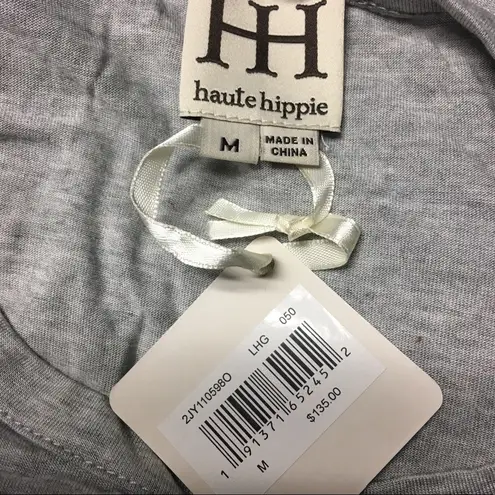 HH
haute hippie
M
MADE IN
CHINA
2JY110598O LHG 050
1 91371 65245 2
M $135.00